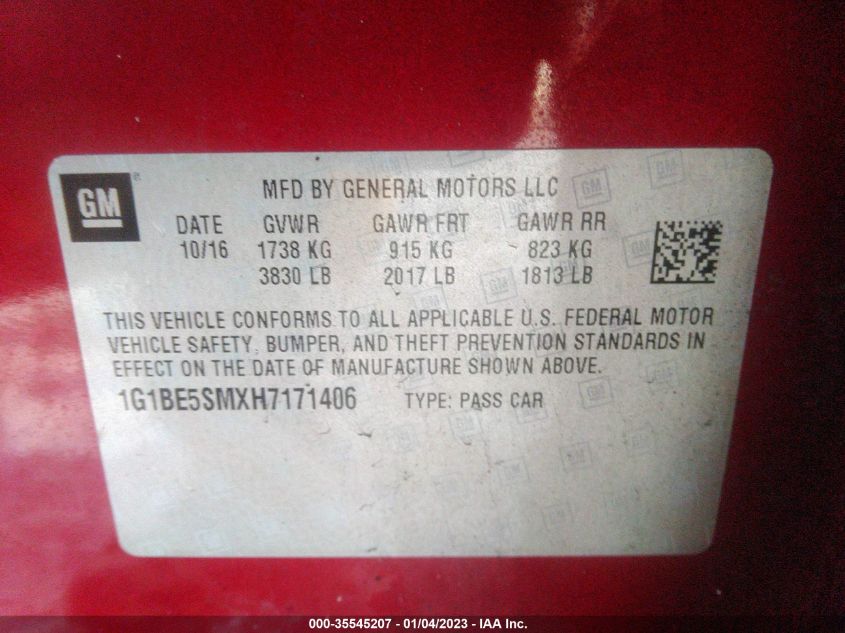 GM
MFD BY GENERAL MOTORS LLC
DATE GVWR GAWR FRT GAWR RR
10/16 1738 KG 915 KG 823 KG
3830 LB 2017 LB 1813 LB
THIS VEHICLE CONFORMS TO ALL APPLICABLE U.S. FEDERAL MOTOR
VEHICLE SAFETY, BUMPER, AND THEFT PREVENTION STANDARDS IN
EFFECT ON THE DATE OF MANUFACTURE SHOWN ABOVE.
1G1BE5SMXH7171406 TYPE: PASS CAR
000-35545207 - 01/04/2023 - IAA Inc.